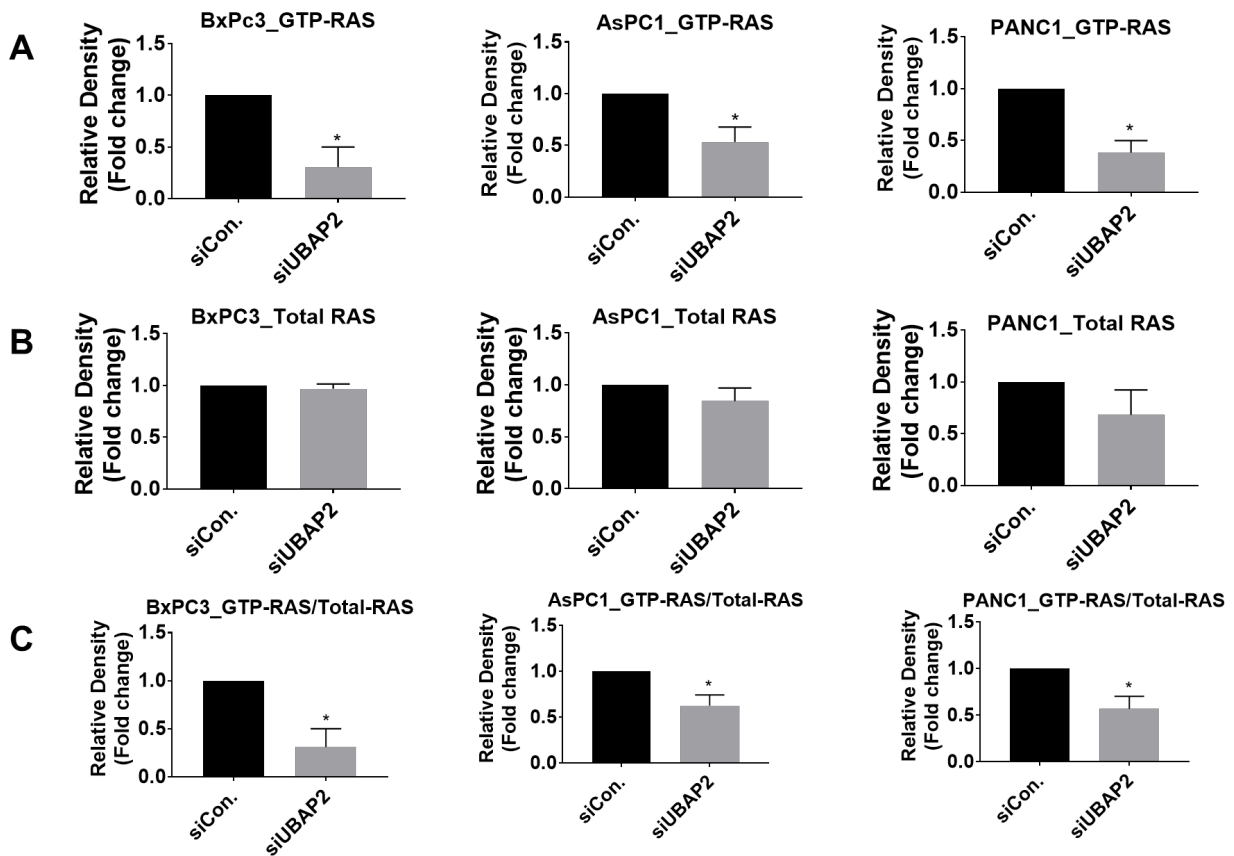 A
BxPc3_GTP-RAS
Relative Density
(Fold change)
1.5
1.0
0.5
0.0
*
siCon.
siUBAP2
AsPC1_GTP-RAS
Relative Density
(Fold change)
1.5
1.0
0.5
0.0
*
siCon.
siUBAP2
PANC1_GTP-RAS
Relative Density
(Fold change)
1.5
1.0
0.5
0.0
*
siCon.
siUBAP2
B
BxPC3_Total RAS
Relative Density
(Fold change)
1.5
1.0
0.5
0.0
siCon.
siUBAP2
AsPC1_Total RAS
Relative Density
(Fold change)
1.5
1.0
0.5
0.0
siCon.
siUBAP2
PANC1_Total RAS
Relative Density
(Fold change)
1.5
1.0
0.5
0.0
siCon.
siUBAP2
C
BxPC3_GTP-RAS/Total-RAS
Relative Density
(Fold change)
1.5
1.0
0.5
0.0
*
siCon.
siUBAP2
AsPC1_GTP-RAS/Total-RAS
Relative Density
(Fold change)
1.5
1.0
0.5
0.0
*
siCon.
siUBAP2
PANC1_GTP-RAS/Total-RAS
Relative Density
(Fold change)
1.5
1.0
0.5
0.0
*
siCon.
siUBAP2